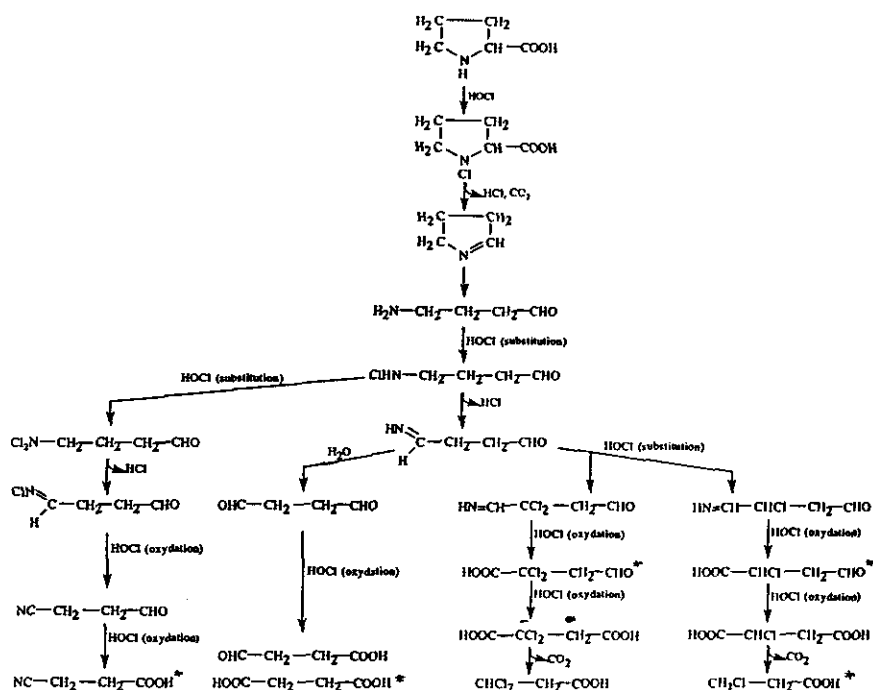 H2C CH2
H2C CH—COOH
N
H
HOCl
H2C CH2
H2C CH—COOH
N
Cl
HCl, CO2
H2C CH2
H2C CH
N
H2N—CH2—CH2—CH2—CHO
HOCl (substitution)
HOCl (substitution)
ClHN—CH2—CH2—CH2—CHO
HCl
Cl2N—CH2—CH2—CH2—CHO
HN=C—CH2—CH2—CHO
H
H2O
HOCl (substitution)
HCl
ClN=C—CH2—CH2—CHO
H
OHC—CH2—CH2—CHO
HN=CH—CCl2—CH2—CHO
HN=CH—CHCl—CH2—CHO
HOCl (oxydation)
HOCl (oxydation)
HOCl (oxydation)
HOCl (oxydation)
HOOC—CCl2—CH2—CHO*
HOOC—CHCl—CH2—CHO*
HOCl (oxydation)
HOCl (oxydation)
NC—CH2—CH2—CHO
HOCl (oxydation)
HOOC—CCl2—CH2—COOH
HOOC—CHCl—CH2—COOH
OHC—CH2—CH2—COOH
CO2
CO2
NC—CH2—CH2—COOH*
HOOC—CH2—CH2—COOH*
CHCl2—CH2—COOH
CH2Cl—CH2—COOH*